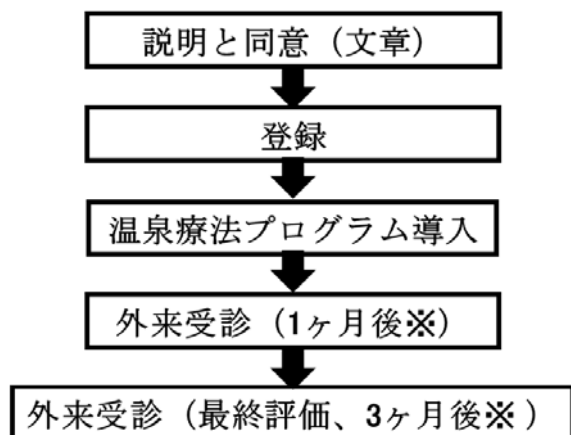 説明と同意（文章）
登録
温泉療法プログラム導入
外来受診（1ヶ月後※）
外来受診（最終評価、3ヶ月後※）